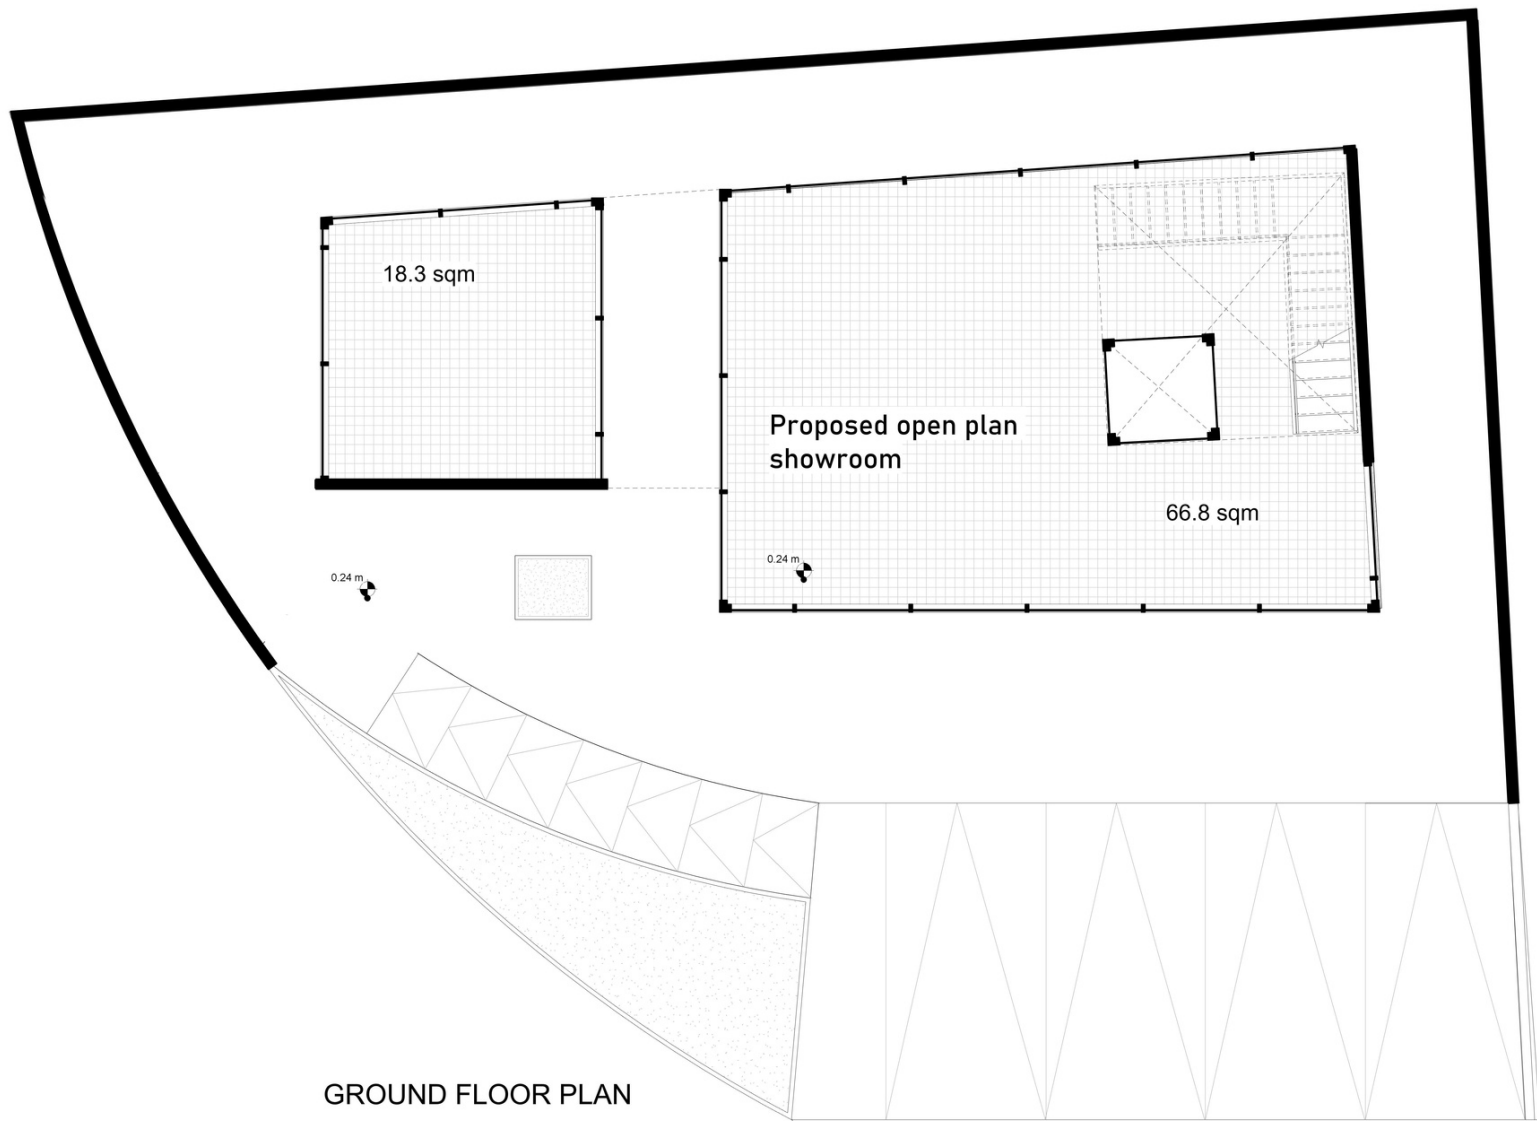 18.3 sqm
Proposed open plan
showroom
66.8 sqm
0.24 m
0.24 m
GROUND FLOOR PLAN